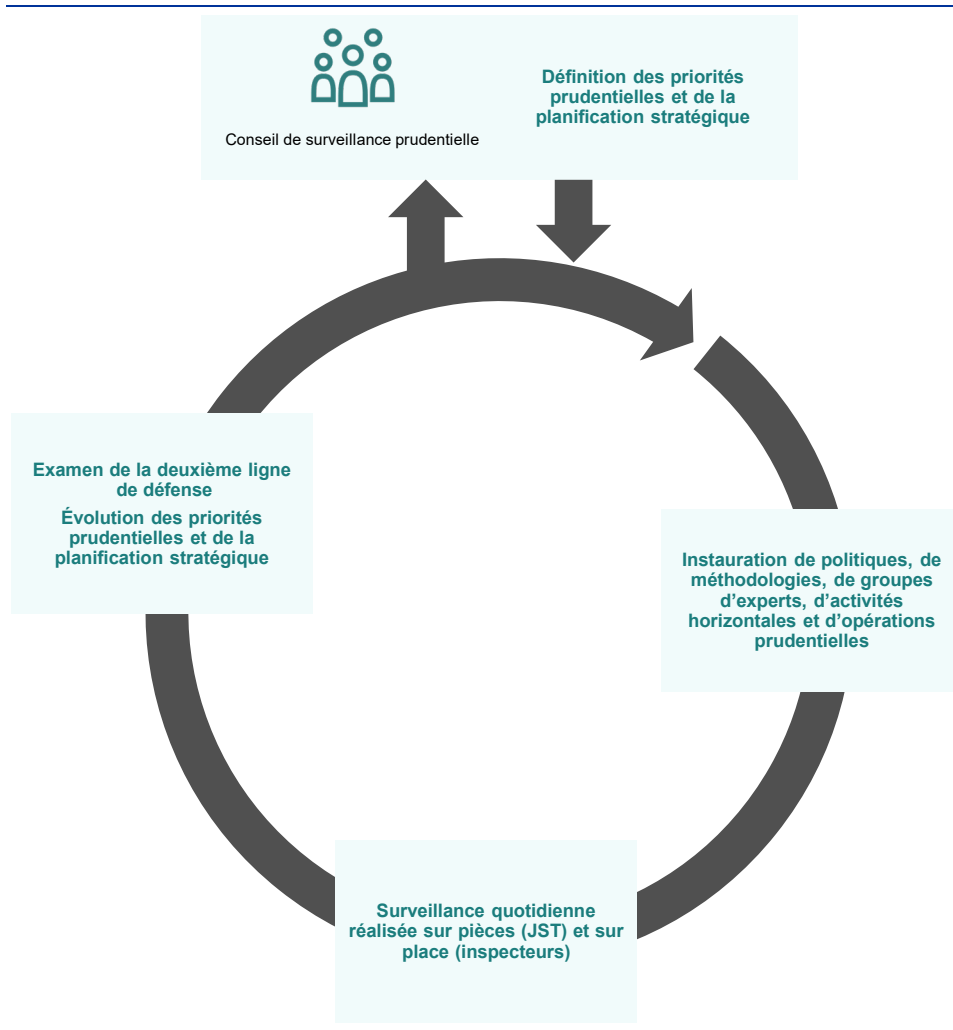 Conseil de surveillance prudentielle
Définition des priorités
prudentielles et de la
planification stratégique
Examen de la deuxième ligne
de défense
Évolution des priorités
prudentielles et de la
planification stratégique
Instauration de politiques, de
méthodologies, de groupes
d’experts, d’activités
horizontales et d’opérations
prudentielles
Surveillance quotidienne
réalisée sur pièces (JST) et sur
place (inspecteurs)